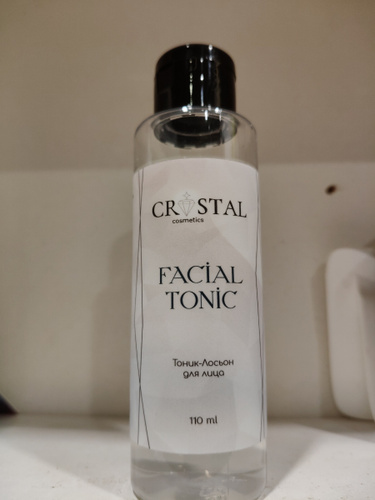 CRYSTAL
cosmetics
FACIAL
TONIC
Тоник-Лосьон
для лица
110 ml